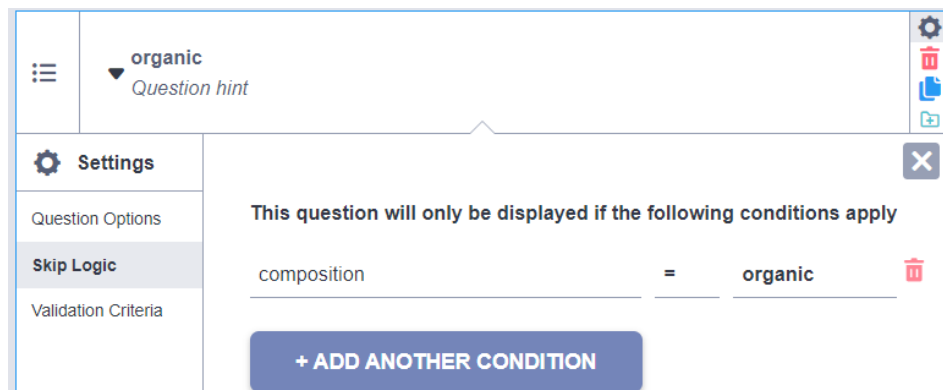 organic
Question hint
Settings
Question Options
Skip Logic
Validation Criteria
This question will only be displayed if the following conditions apply
composition = organic
+ ADD ANOTHER CONDITION